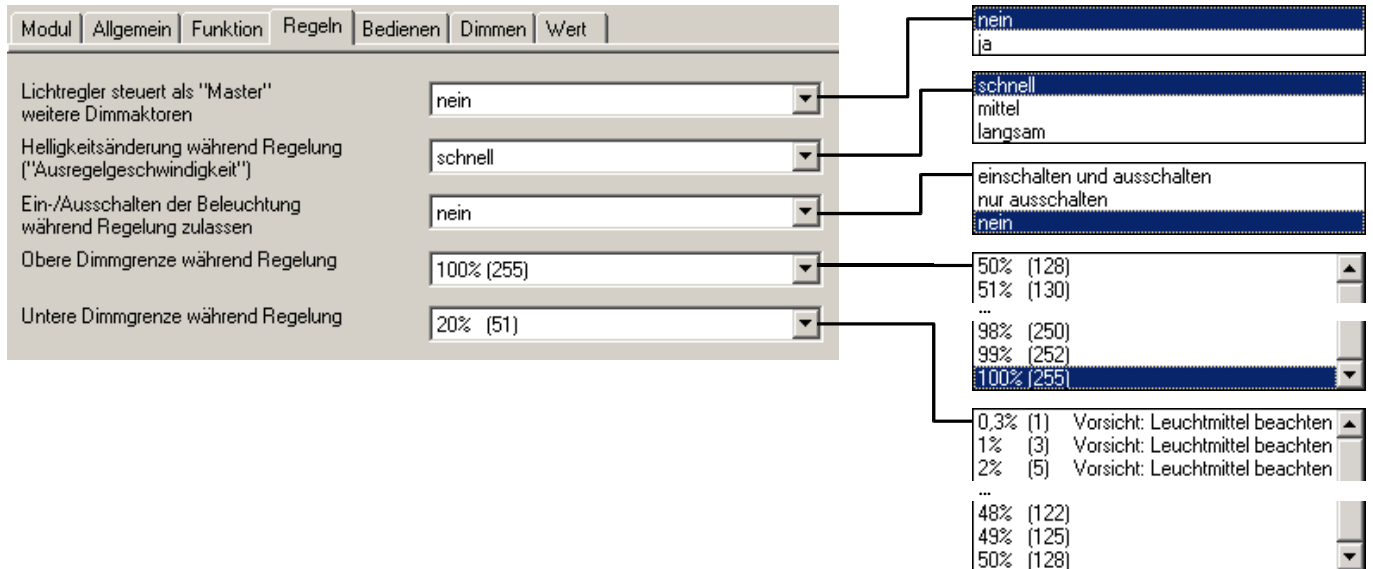 Modul Allgemein Funktion Regeln Bedienen Dimmen Wert
Lichtregler steuert als "Master"
weitere Dimmaktoren
nein
Helligkeitsänderung während Regelung
("Ausregelgeschwindigkeit")
schnell
Ein-/Ausschalten der Beleuchtung
während Regelung zulassen
nein
Obere Dimmgrenze während Regelung
100% (255)
Untere Dimmgrenze während Regelung
20% (51)
nein
ja
schnell
mittel
langsam
einschalten und ausschalten
nur ausschalten
nein
50% (128)
51% (130)
...
98% (250)
99% (252)
100% (255)
0,3% (1) Vorsicht: Leuchtmittel beachten
1% (3) Vorsicht: Leuchtmittel beachten
2% (5) Vorsicht: Leuchtmittel beachten
...
48% (122)
49% (125)
50% (128)